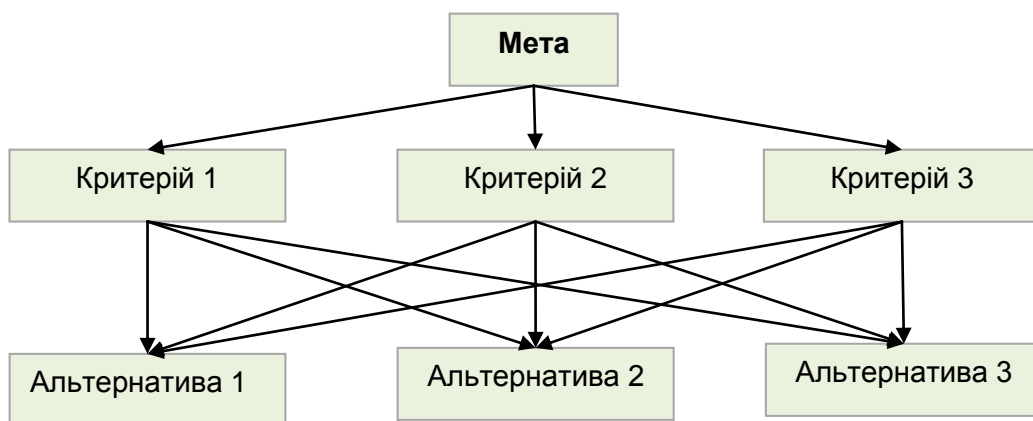 Мета
Критерій 1
Критерій 2
Критерій 3
Альтернатива 1
Альтернатива 2
Альтернатива 3